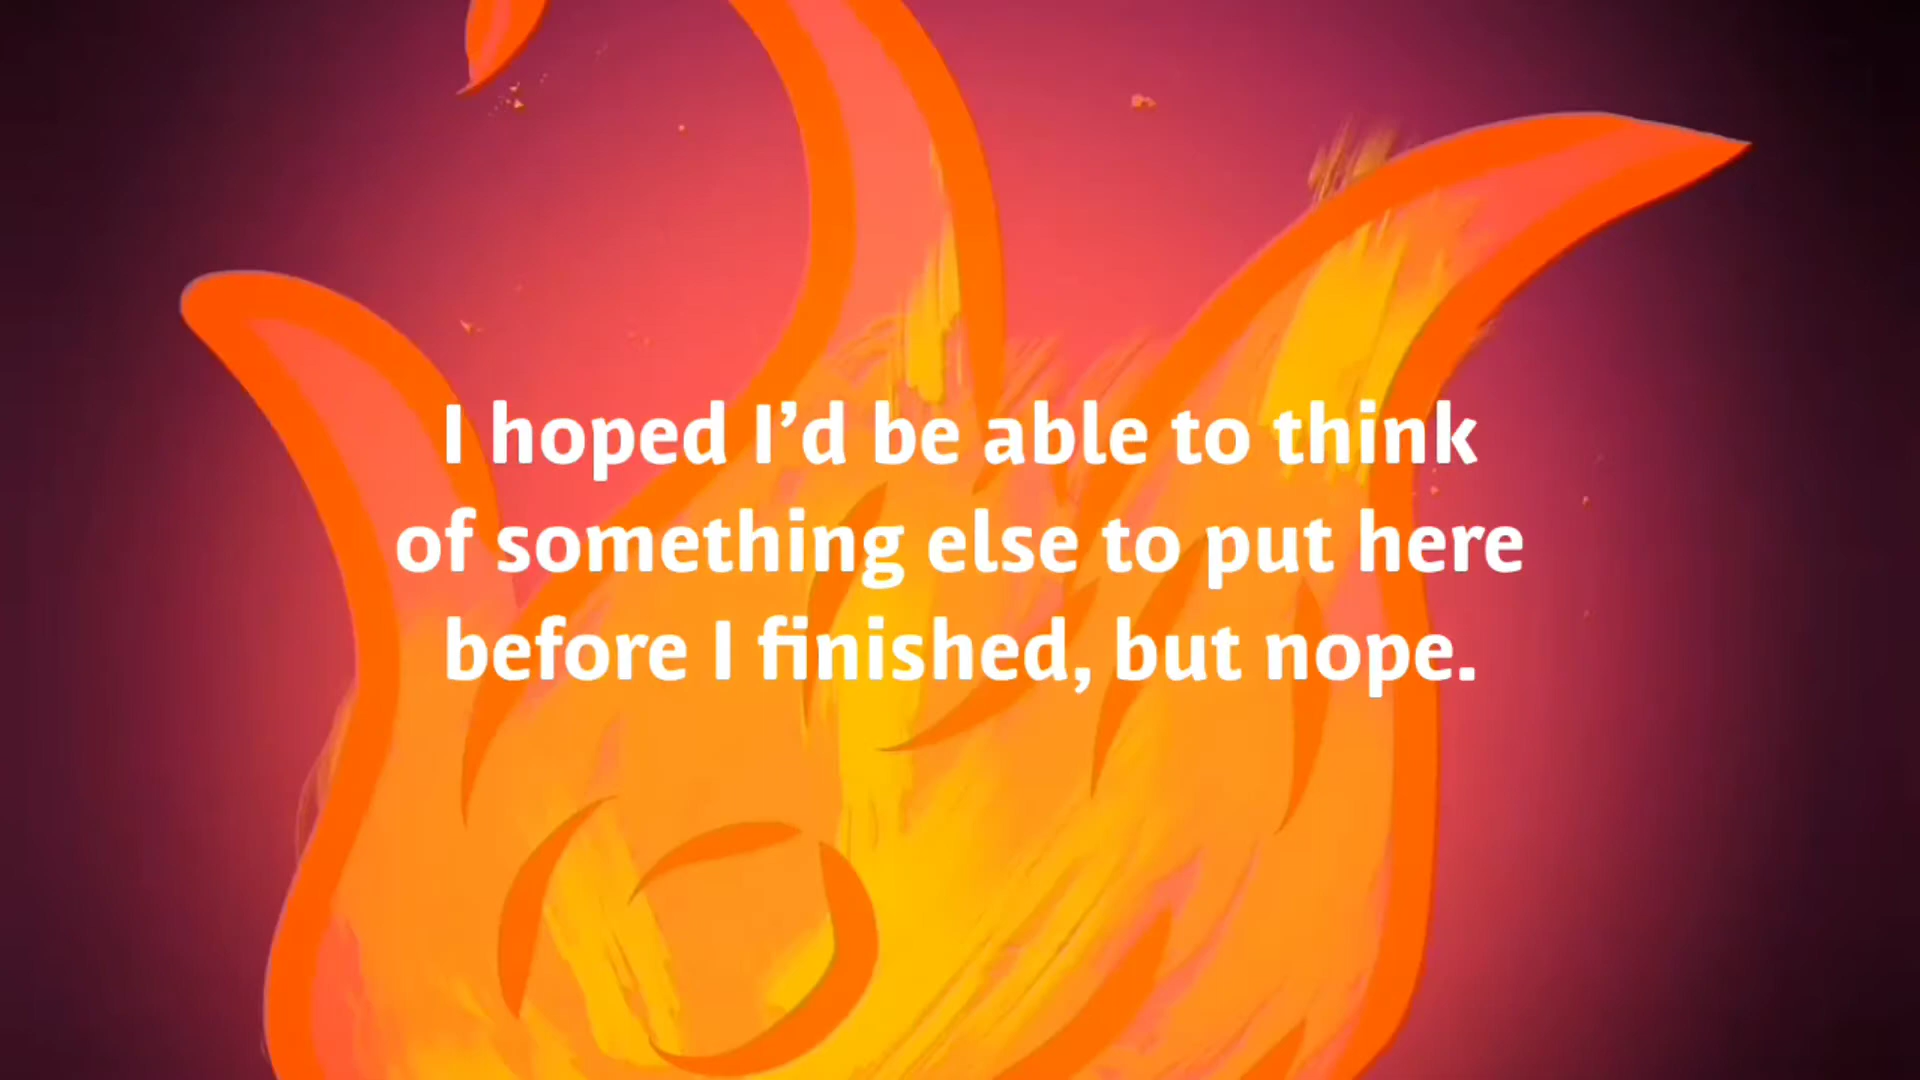 I hoped I’d be able to think
of something else to put here
before I finished, but nope.